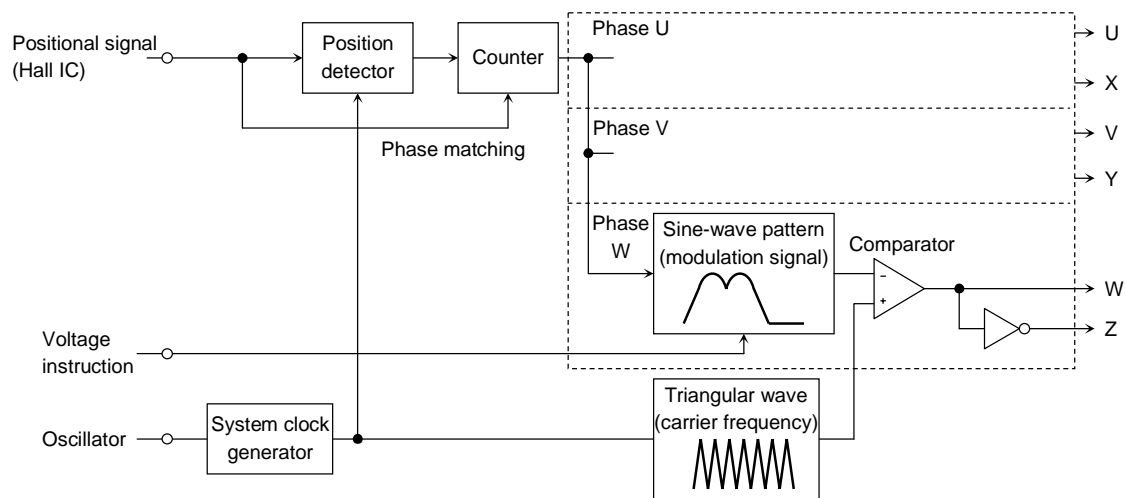 Positional signal
(Hall IC)
Position
detector
Counter
Phase matching
Phase U
Phase V
Phase
W
Sine-wave pattern
(modulation signal)
Comparator
−
+
U
X
V
Y
W
Z
Voltage
instruction
Oscillator
System clock
generator
Triangular wave
(carrier frequency)